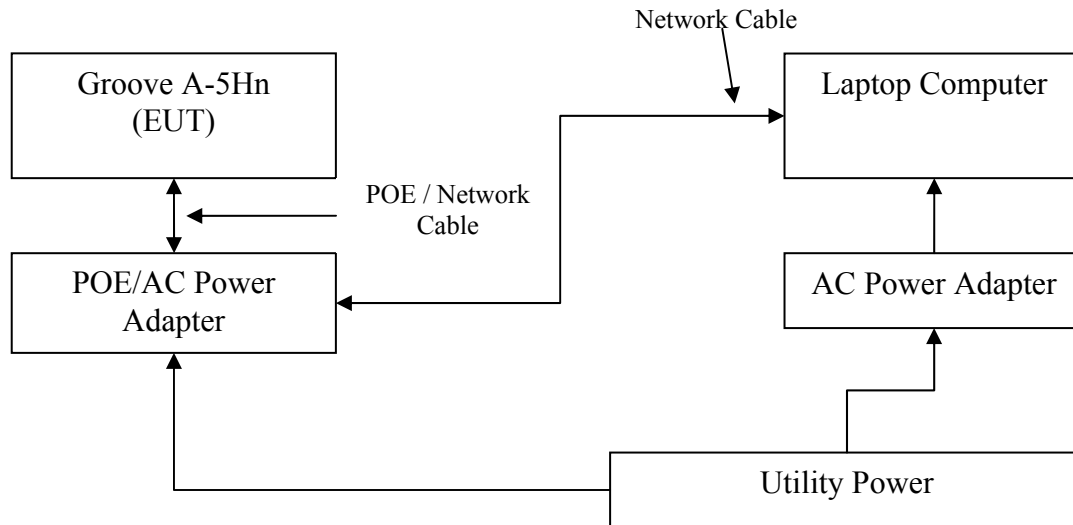 Network Cable
Groove A-5Hn
(EUT)
Laptop Computer
POE / Network
Cable
POE/AC Power
Adapter
AC Power Adapter
Utility Power